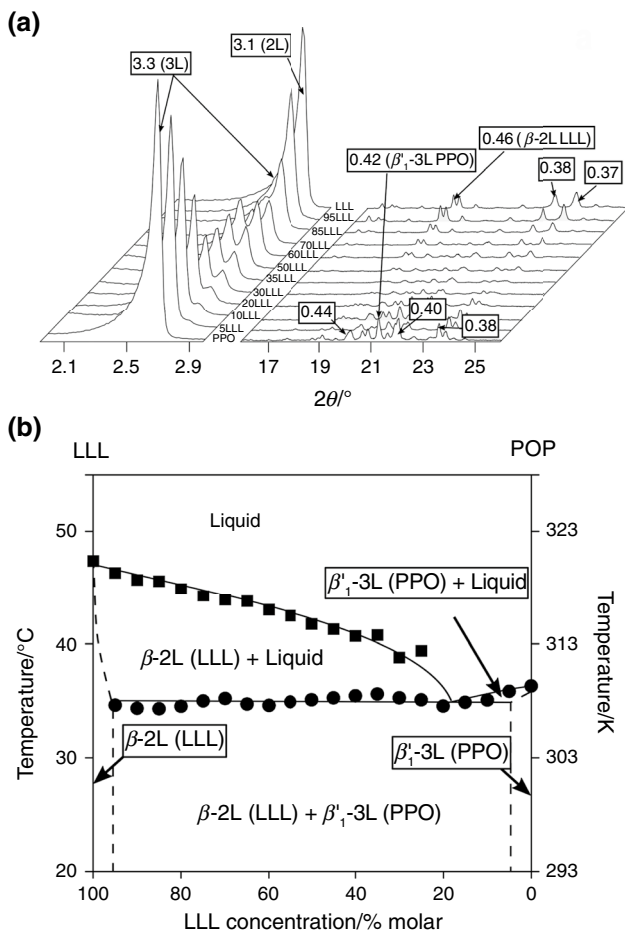 (a)
3.3 (3L)
3.1 (2L)
0.42 (β'₁-3L PPO)
0.46 (β-2L LLL)
0.38
0.37
LLL
95LLL
85LLL
70LLL
60LLL
50LLL
35LLL
30LLL
20LLL
10LLL
5LLL
PPO
0.44
0.40
0.38
2.1 2.5 2.9 17 19 21 23 25
2θ/°
(b)
LLL POP
Liquid
50 323
β'₁-3L (PPO) + Liquid
40 313
β-2L (LLL) + Liquid
Temperature/°C
Temperature/K
β-2L (LLL)
β'₁-3L (PPO)
30 303
β-2L (LLL) + β'₁-3L (PPO)
20 293
100 80 60 40 20 0
LLL concentration/% molar